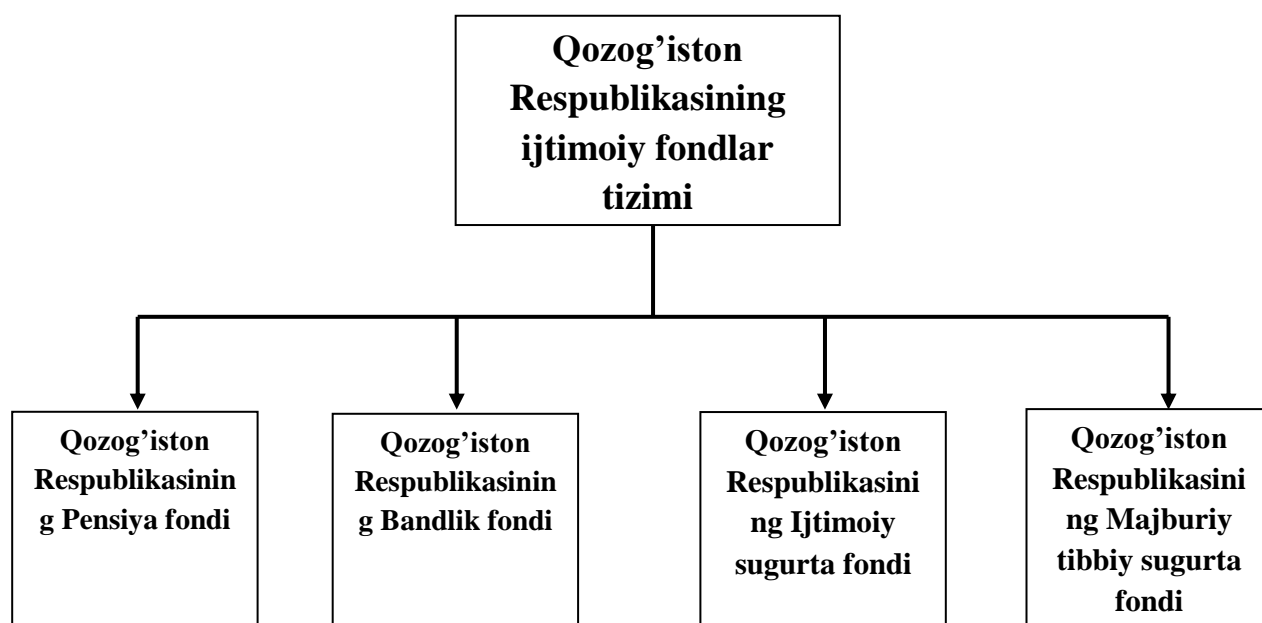 Qozog’iston
Respublikasining
ijtimoiy fondlar
tizimi
Qozog’iston
Respublikasinin
g Pensiya fondi
Qozog’iston
Respublikasinin
g Bandlik fondi
Qozog’iston
Respublikasini
ng Ijtimoiy
sugurta fondi
Qozog’iston
Respublikasini
ng Majburiy
tibbiy sugurta
fondi